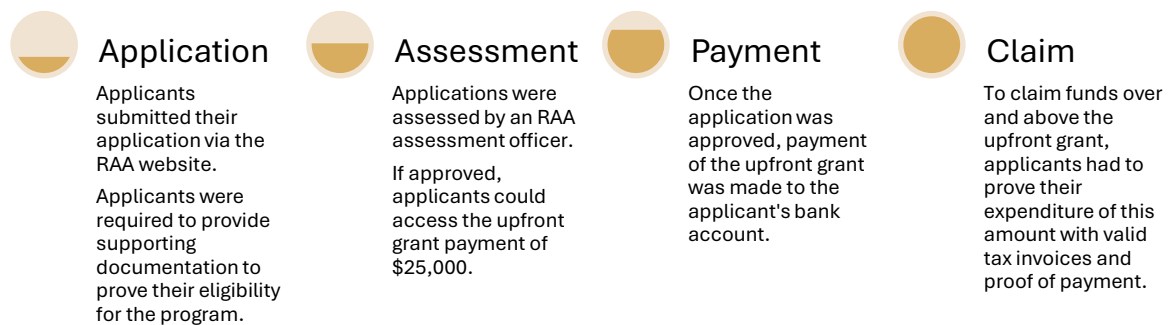 Application
Applicants
submitted their
application via the
RAA website.
Applicants were
required to provide
supporting
documentation to
prove their eligibility
for the program.
Assessment
Applications were
assessed by an RAA
assessment officer.
If approved,
applicants could
access the upfront
grant payment of
$25,000.
Payment
Once the
application was
approved, payment
of the upfront grant
was made to the
applicant's bank
account.
Claim
To claim funds over
and above the
upfront grant,
applicants had to
prove their
expenditure of this
amount with valid
tax invoices and
proof of payment.